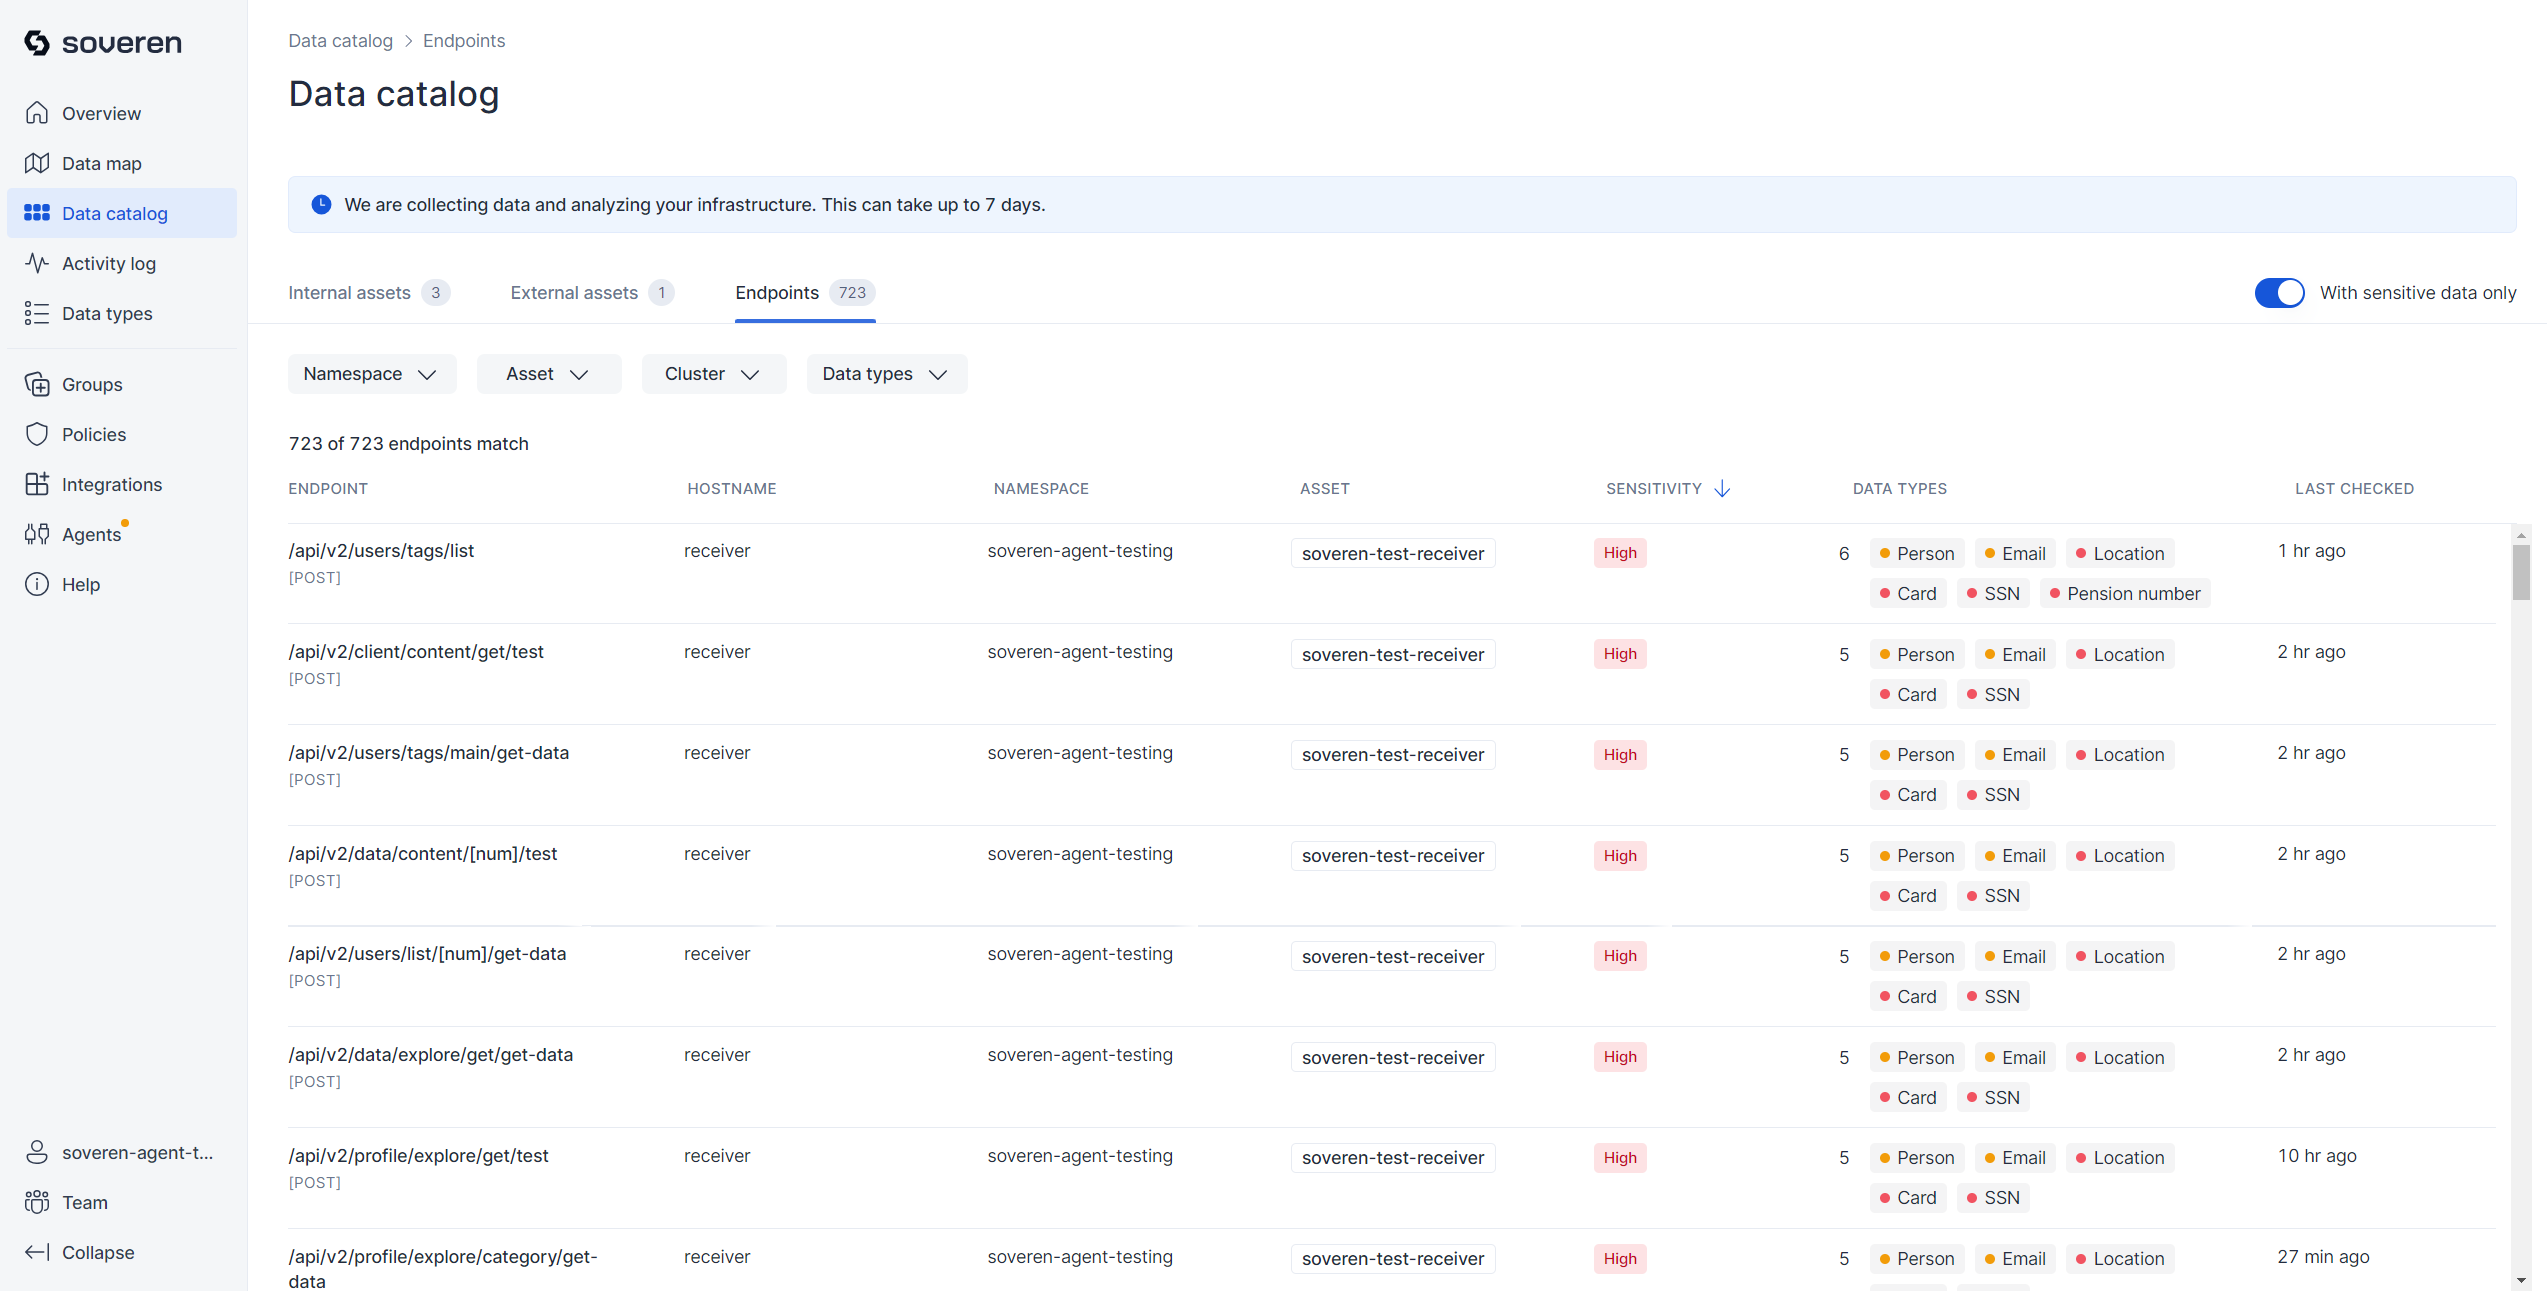 soveren
Overview
Data map
Data catalog
Activity log
Data types
Groups
Policies
Integrations
Agents
Help
soveren-agent-t...
Team
Collapse
Data catalog > Endpoints
Data catalog
We are collecting data and analyzing your infrastructure. This can take up to 7 days.
Internal assets 3 External assets 1 Endpoints 723 With sensitive data only
Namespace Asset Cluster Data types
723 of 723 endpoints match
ENDPOINT HOSTNAME NAMESPACE ASSET SENSITIVITY DATA TYPES LAST CHECKED
/api/v2/users/tags/list receiver soveren-agent-testing soveren-test-receiver High 6 Person Email Location 1 hr ago
[POST] Card SSN Pension number
/api/v2/client/content/get/test receiver soveren-agent-testing soveren-test-receiver High 5 Person Email Location 2 hr ago
[POST] Card SSN
/api/v2/users/tags/main/get-data receiver soveren-agent-testing soveren-test-receiver High 5 Person Email Location 2 hr ago
[POST] Card SSN
/api/v2/data/content/[num]/test receiver soveren-agent-testing soveren-test-receiver High 5 Person Email Location 2 hr ago
[POST] Card SSN
/api/v2/users/list/[num]/get-data receiver soveren-agent-testing soveren-test-receiver High 5 Person Email Location 2 hr ago
[POST] Card SSN
/api/v2/data/explore/get/get-data receiver soveren-agent-testing soveren-test-receiver High 5 Person Email Location 2 hr ago
[POST] Card SSN
/api/v2/profile/explore/get/test receiver soveren-agent-testing soveren-test-receiver High 5 Person Email Location 10 hr ago
[POST] Card SSN
/api/v2/profile/explore/category/get- receiver soveren-agent-testing soveren-test-receiver High 5 Person Email Location 27 min ago
data